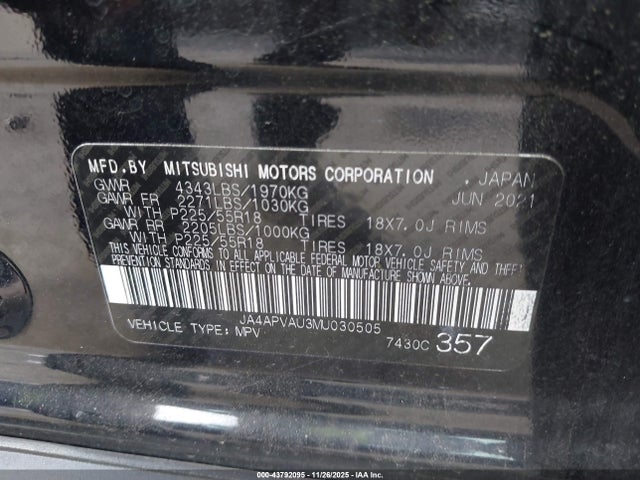 MFD.BY MITSUBISHI MOTORS CORPORATION , JAPAN
GVWR 4343LBS/1970KG JUN 2021
GAWR FR 2271LBS/1030KG
WITH P225/55R18 TIRES 18X7.0J RIMS
GAWR RR 2205LBS/1000KG
WITH P225/55R18 TIRES 18X7.0J RIMS
THIS VEHICLE CONFORMS TO ALL APPLICABLE FEDERAL MOTOR VEHICLE SAFETY AND THEFT
PREVENTION STANDARDS IN EFFECT ON THE DATE OF MANUFACTURE SHOWN ABOVE.
JA4APVAU3MU030505
VEHICLE TYPE: MPV 7430C 357
000-43792095 | 11/26/2025 | IAAI